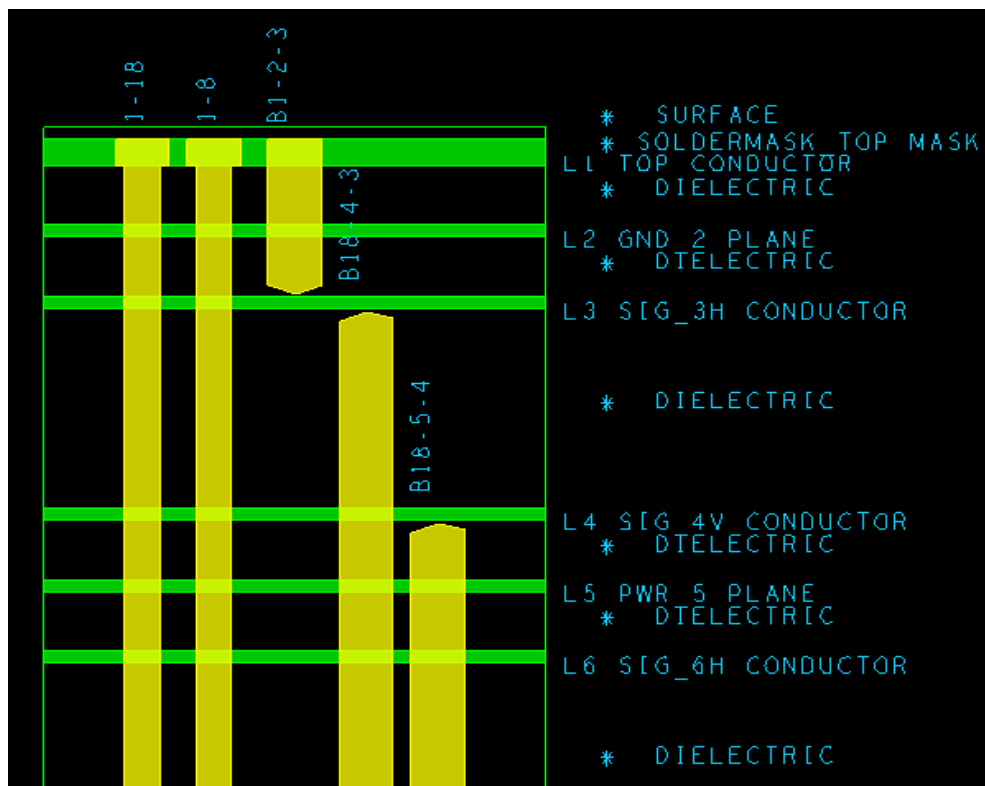 1-18
1-8
B1-2-3
* SURFACE
* SOLDERMASK_TOP MASK
L1 TOP CONDUCTOR
* DIELECTRIC
B18-4-3
L2 GND_2 PLANE
* DIELECTRIC
L3 SIG_3H CONDUCTOR
* DIELECTRIC
B18-5-4
L4 SIG_4V CONDUCTOR
* DIELECTRIC
L5 PWR_5 PLANE
* DIELECTRIC
L6 SIG_6H CONDUCTOR
* DIELECTRIC